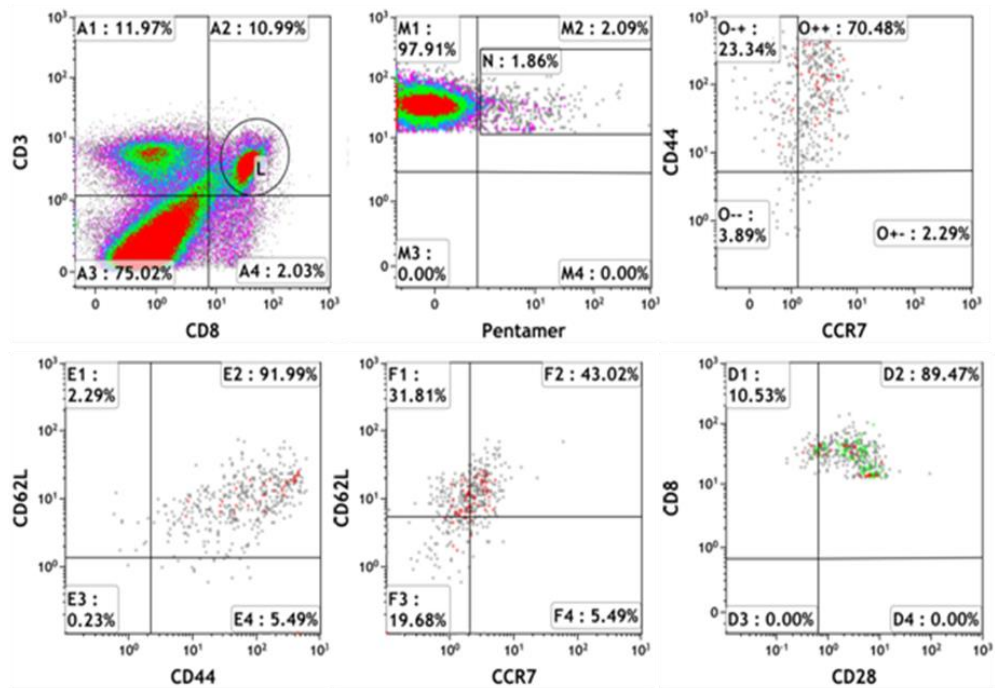 A1 : 11.97%
A2 : 10.99%
A3 : 75.02%
A4 : 2.03%
L
10³
10²
10¹
10⁰
0
CD3
0
10⁰
10¹
10²
10³
CD8
M1 :
97.91%
M2 : 2.09%
N : 1.86%
M3 :
0.00%
M4 : 0.00%
10³
10²
10¹
10⁰
0
0
10¹
10²
10³
Pentamer
O-+ :
23.34%
O++ : 70.48%
O-- :
3.89%
O+- : 2.29%
10³
10²
10¹
10⁰
CD44
0
10⁰
10¹
10²
10³
CCR7
E1 :
2.29%
E2 : 91.99%
E3 :
0.23%
E4 : 5.49%
10³
10²
10¹
10⁰
CD62L
10⁰
10¹
10²
10³
CD44
F1 :
31.81%
F2 : 43.02%
F3 :
19.68%
F4 : 5.49%
10³
10²
10¹
10⁰
CD62L
10⁰
10¹
10²
10³
CCR7
D1 :
10.53%
D2 : 89.47%
D3 : 0.00%
D4 : 0.00%
10³
10²
10¹
10⁰
0
CD8
10⁻¹
10⁰
10¹
10²
10³
CD28